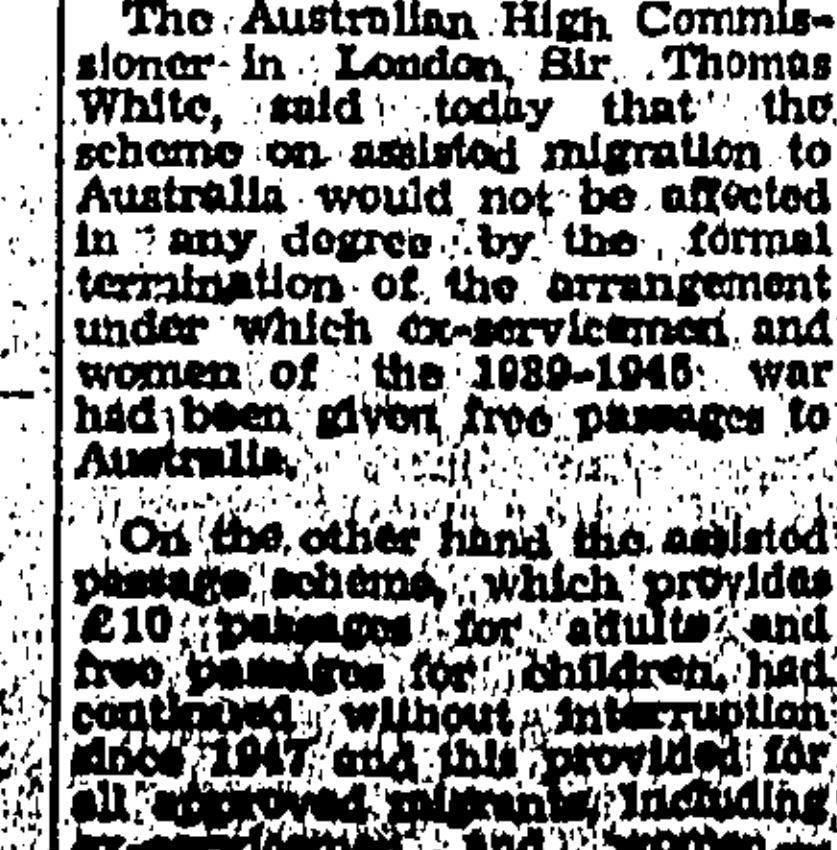 The Australian High Commis-
sioner in London, Sir Thomas
White, said today that the
scheme on assisted migration to
Australia would not be affected
in any degree by the formal
termination of the arrangement
under which ex-servicemen and
women of the 1939-1945 war
had been given free passages to
Australia.
On the other hand the assisted
passage scheme, which provides
£10 passages for adults and
free passages for children, had
continued without interruption
since 1947 and this provided for
all approved migrants, including
and